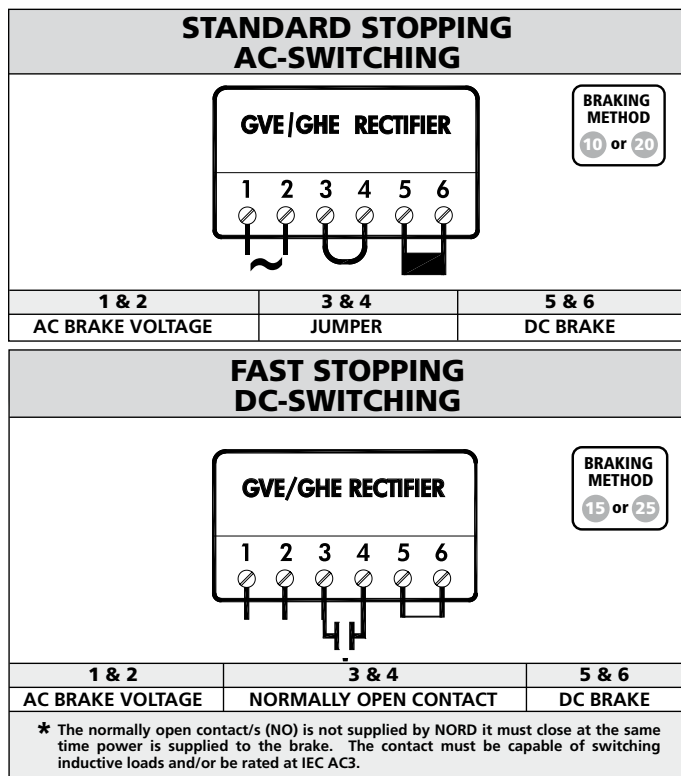 STANDARD STOPPING
AC-SWITCHING
BRAKING
METHOD
10 or 20
GVE/GHE RECTIFIER
1 2 3 4 5 6
~
1 & 2 3 & 4 5 & 6
AC BRAKE VOLTAGE JUMPER DC BRAKE
FAST STOPPING
DC-SWITCHING
BRAKING
METHOD
15 or 25
GVE/GHE RECTIFIER
1 2 3 4 5 6
1 & 2 3 & 4 5 & 6
AC BRAKE VOLTAGE NORMALLY OPEN CONTACT DC BRAKE
* The normally open contact/s (NO) is not supplied by NORD it must close at the same
time power is supplied to the brake. The contact must be capable of switching
inductive loads and/or be rated at IEC AC3.